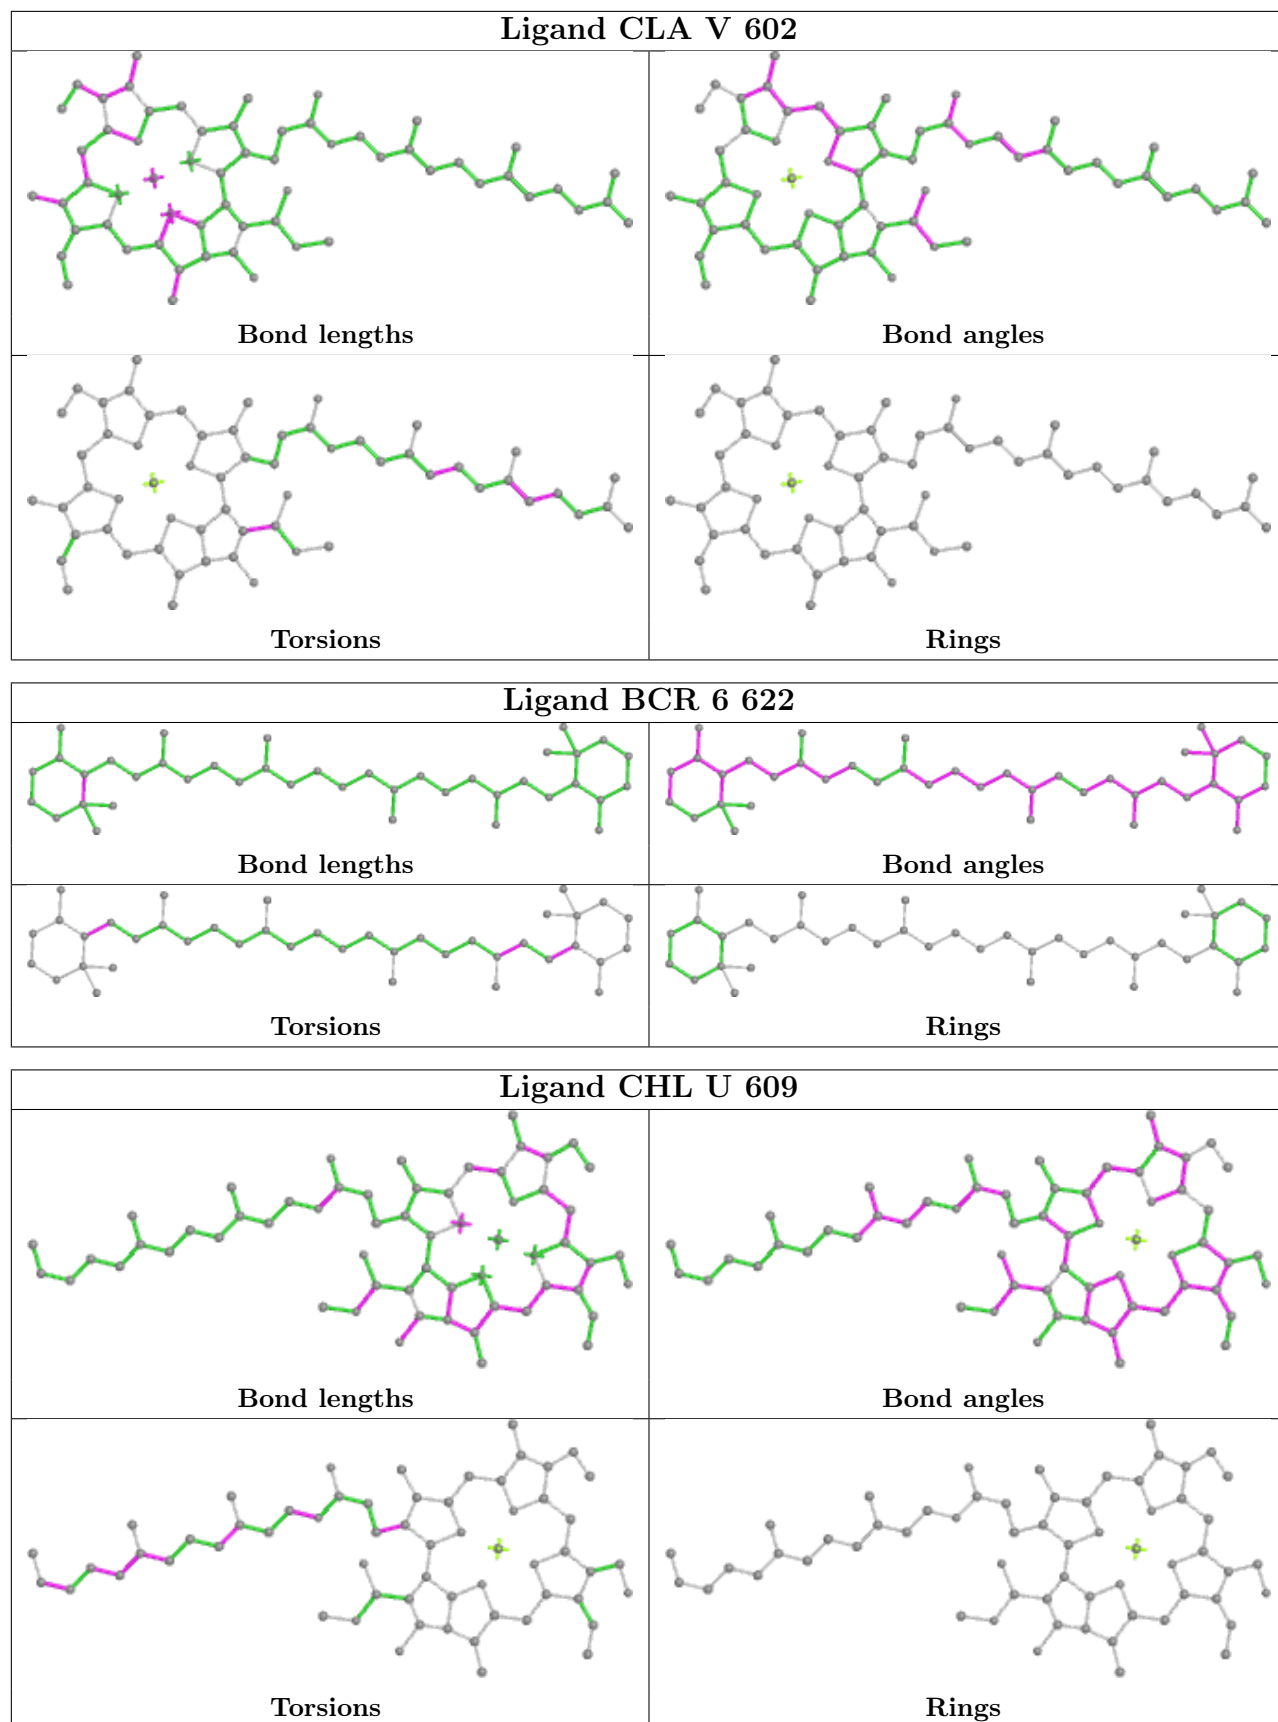 Ligand CLA V 602
Bond lengths
Bond angles
Torsions
Rings
Ligand BCR 6 622
Bond lengths
Bond angles
Torsions
Rings
Ligand CHL U 609
Bond lengths
Bond angles
Torsions
Rings